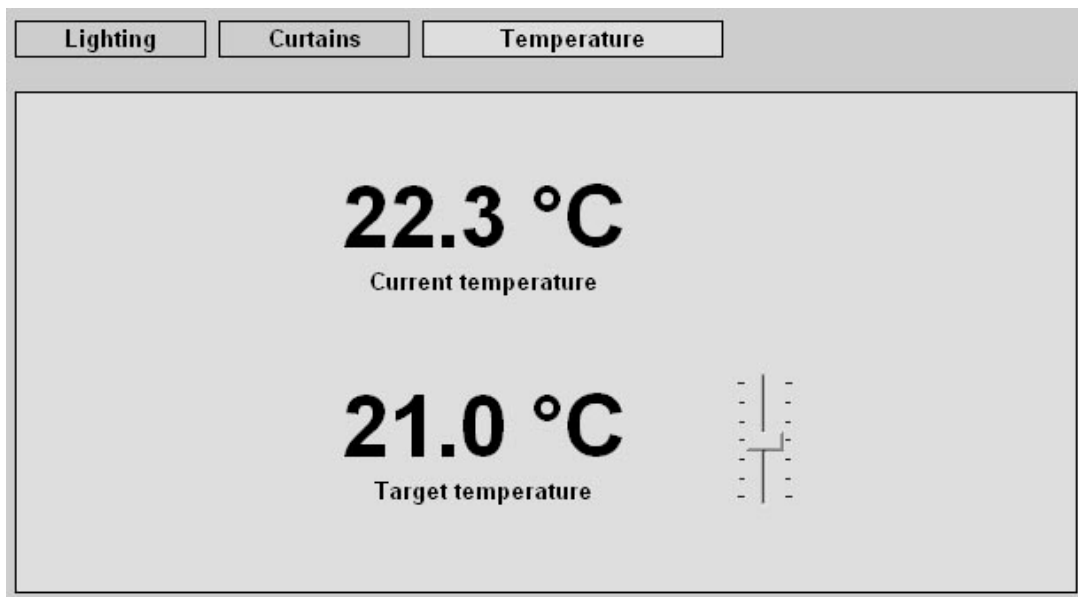 Lighting Curtains Temperature
22.3 °C
Current temperature
21.0 °C
Target temperature